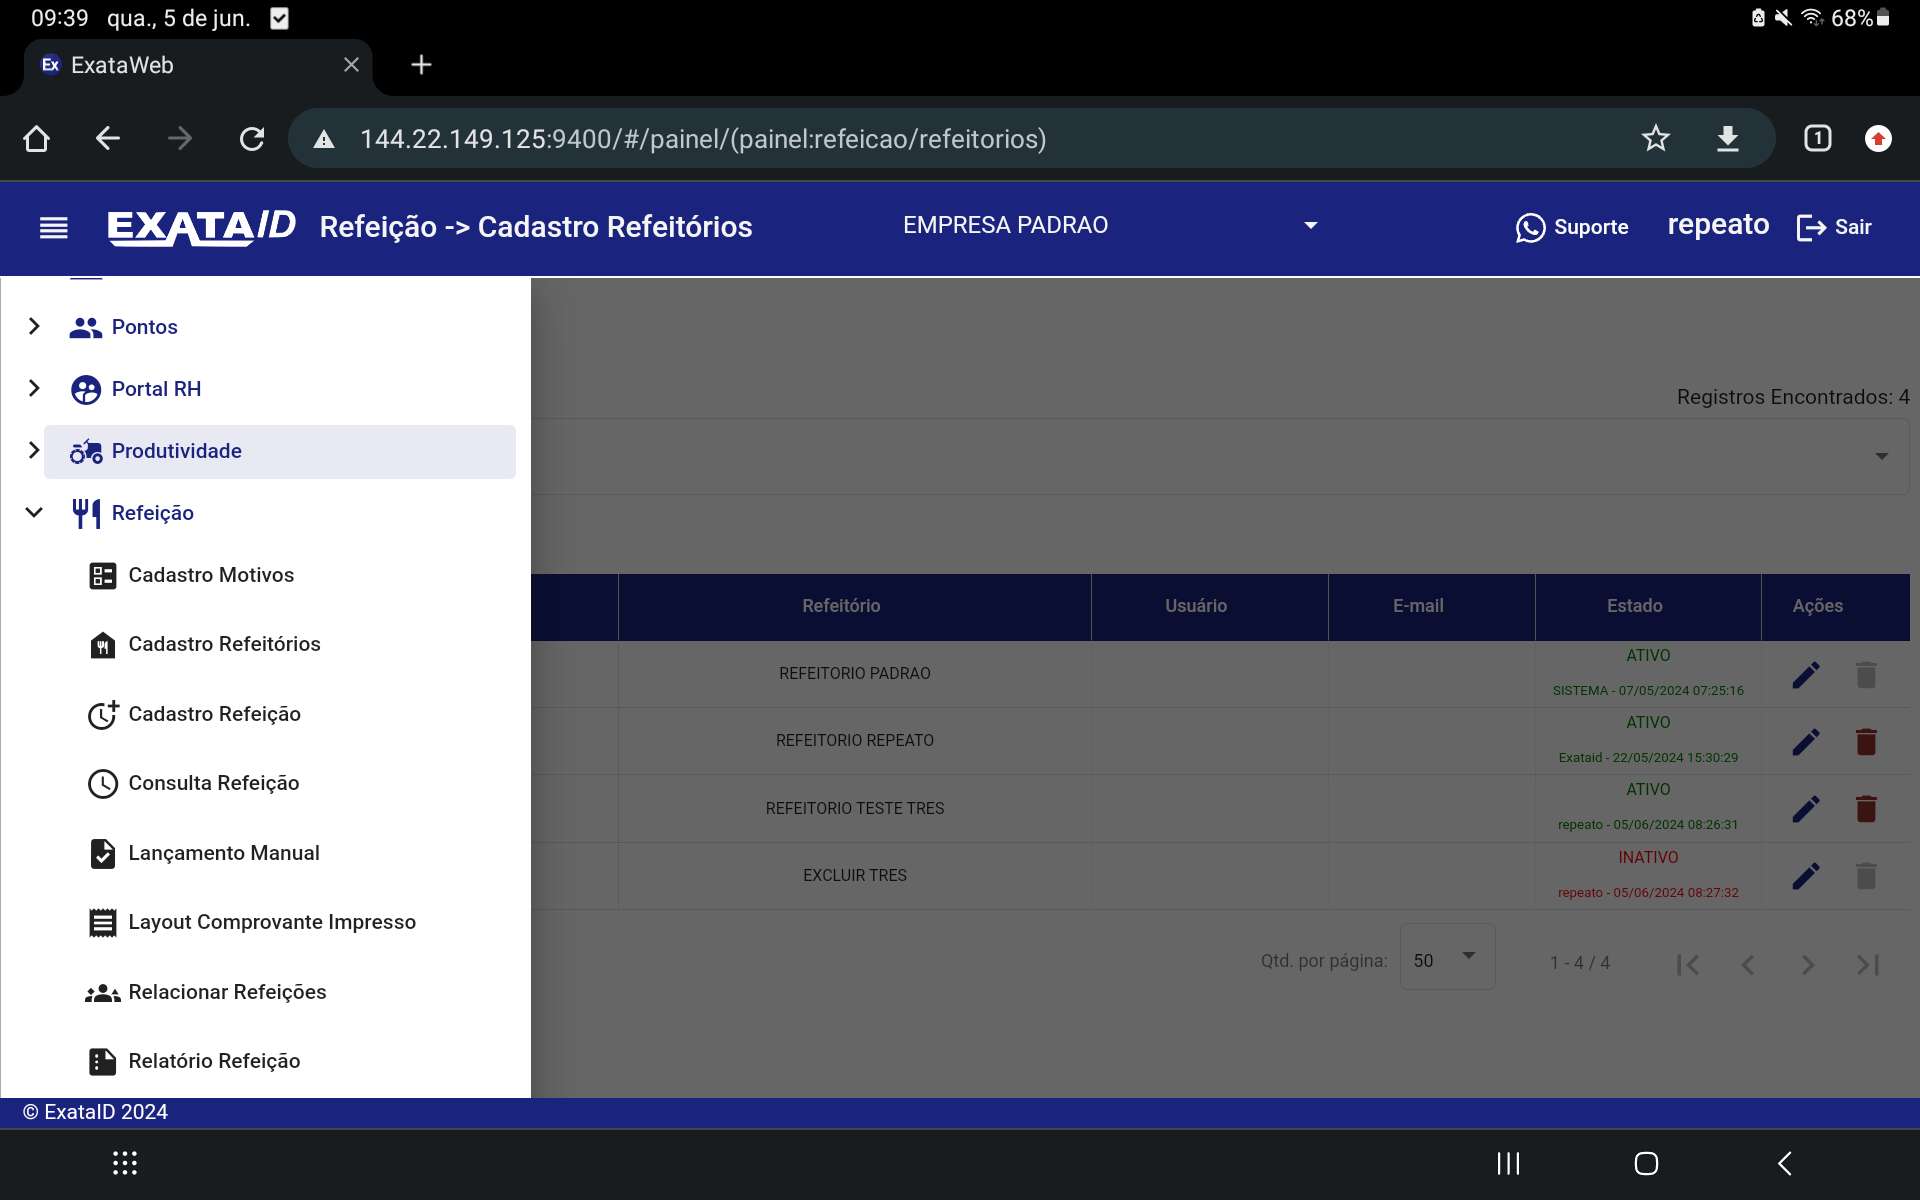 09:39 qua., 5 de jun. 68%
Ex ExataWeb
144.22.149.125:9400/#/painel/(painel:refeicao/refeitorios) 1
EXATAID Refeição -> Cadastro Refeitórios EMPRESA PADRAO Suporte repeato Sair
Pontos
Portal RH
Registros Encontrados: 4
Produtividade
Refeição
Cadastro Motivos
Cadastro Refeitórios
Cadastro Refeição
Consulta Refeição
Lançamento Manual
Layout Comprovante Impresso
Relacionar Refeições
Relatório Refeição
Refeitório Usuário E-mail Estado Ações
REFEITORIO PADRAO ATIVO
SISTEMA - 07/05/2024 07:25:16
REFEITORIO REPEATO ATIVO
Exataid - 22/05/2024 15:30:29
REFEITORIO TESTE TRES ATIVO
repeato - 05/06/2024 08:26:31
EXCLUIR TRES INATIVO
repeato - 05/06/2024 08:27:32
Qtd. por página: 50 1 - 4 / 4
© ExataID 2024